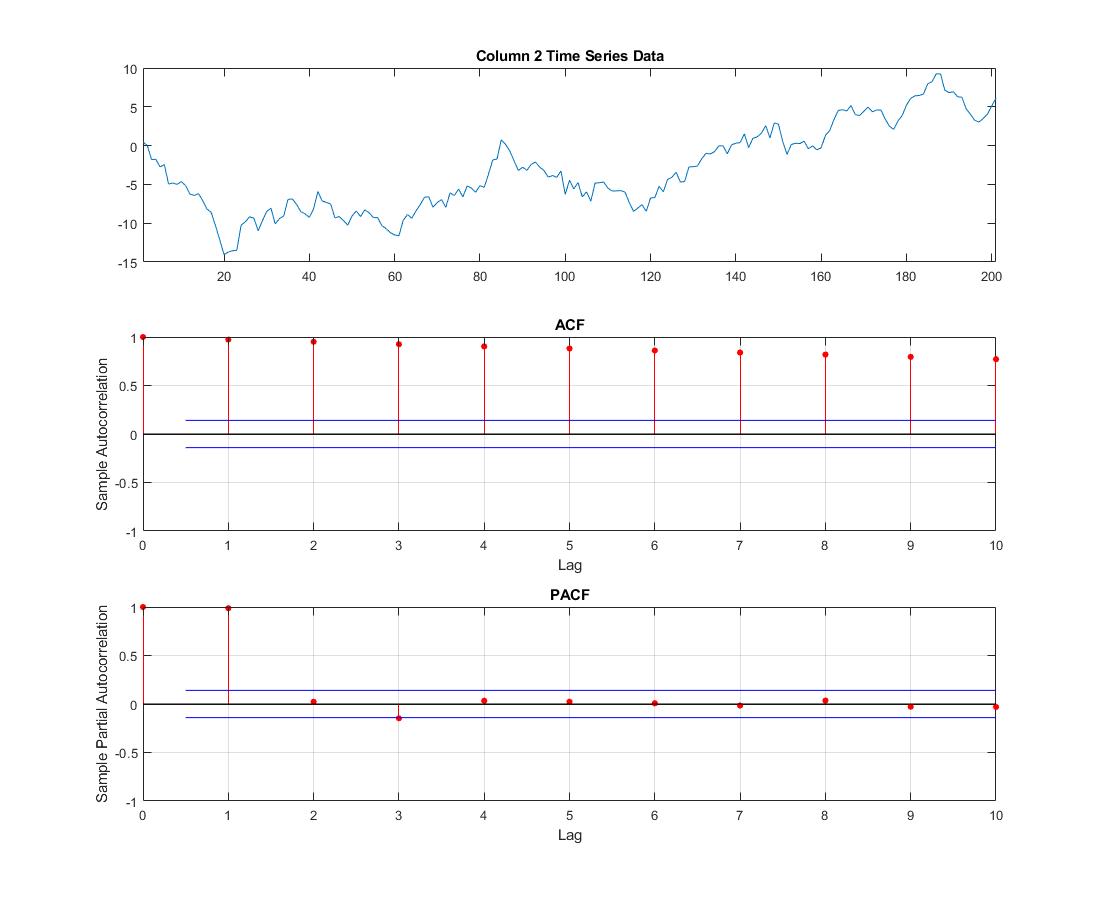 Column 2 Time Series Data
10
5
0
-5
-10
-15
20 40 60 80 100 120 140 160 180 200
ACF
Sample Autocorrelation
1
0.5
0
-0.5
-1
0 1 2 3 4 5 6 7 8 9 10
Lag
PACF
Sample Partial Autocorrelation
1
0.5
0
-0.5
-1
0 1 2 3 4 5 6 7 8 9 10
Lag